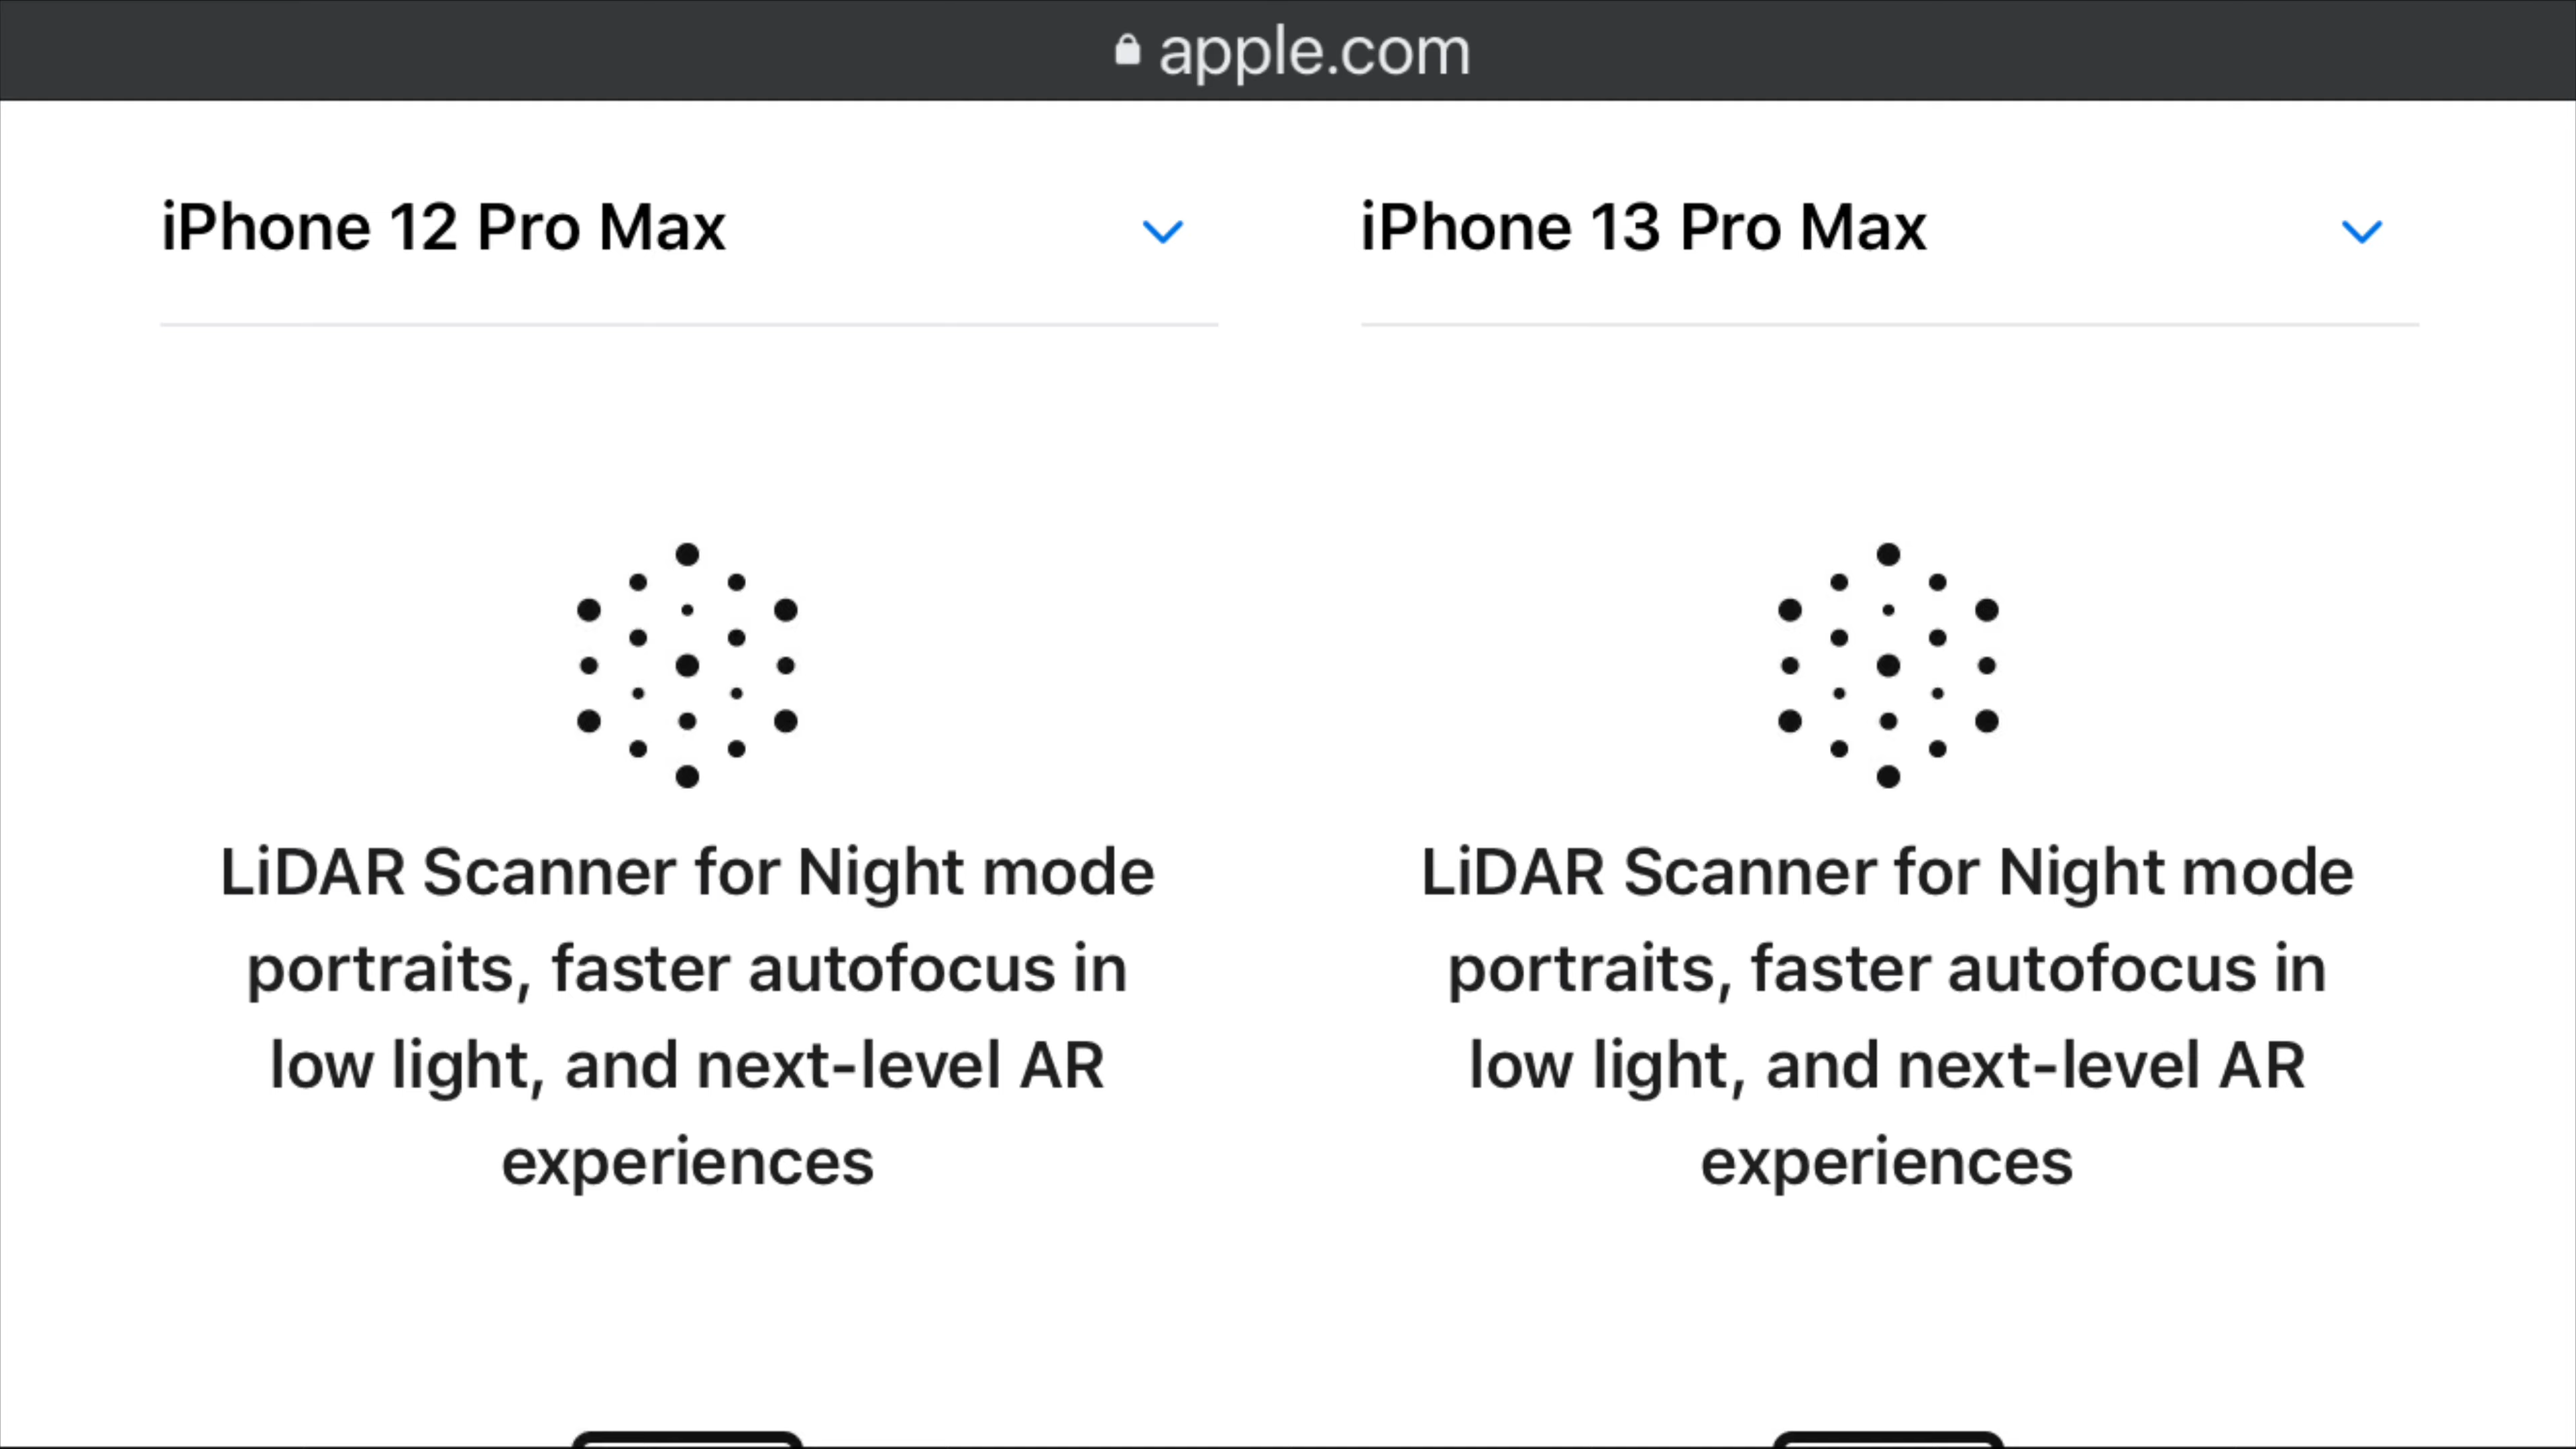 apple.com
iPhone 12 Pro Max
iPhone 13 Pro Max
LiDAR Scanner for Night mode
portraits, faster autofocus in
low light, and next-level AR
experiences
LiDAR Scanner for Night mode
portraits, faster autofocus in
low light, and next-level AR
experiences